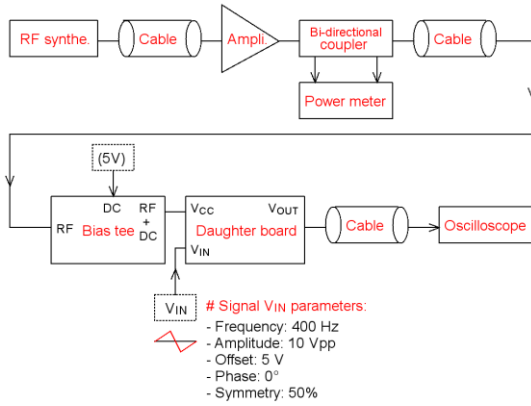 RF synthe.
Cable
Ampli.
Bi-directional
coupler
Cable
Power meter
(5V)
DC
RF
+
DC
RF
Bias tee
VCC
VOUT
Daughter board
VIN
Cable
Oscilloscope
VIN
# Signal VIN parameters:
- Frequency: 400 Hz
- Amplitude: 10 Vpp
- Offset: 5 V
- Phase: 0°
- Symmetry: 50%